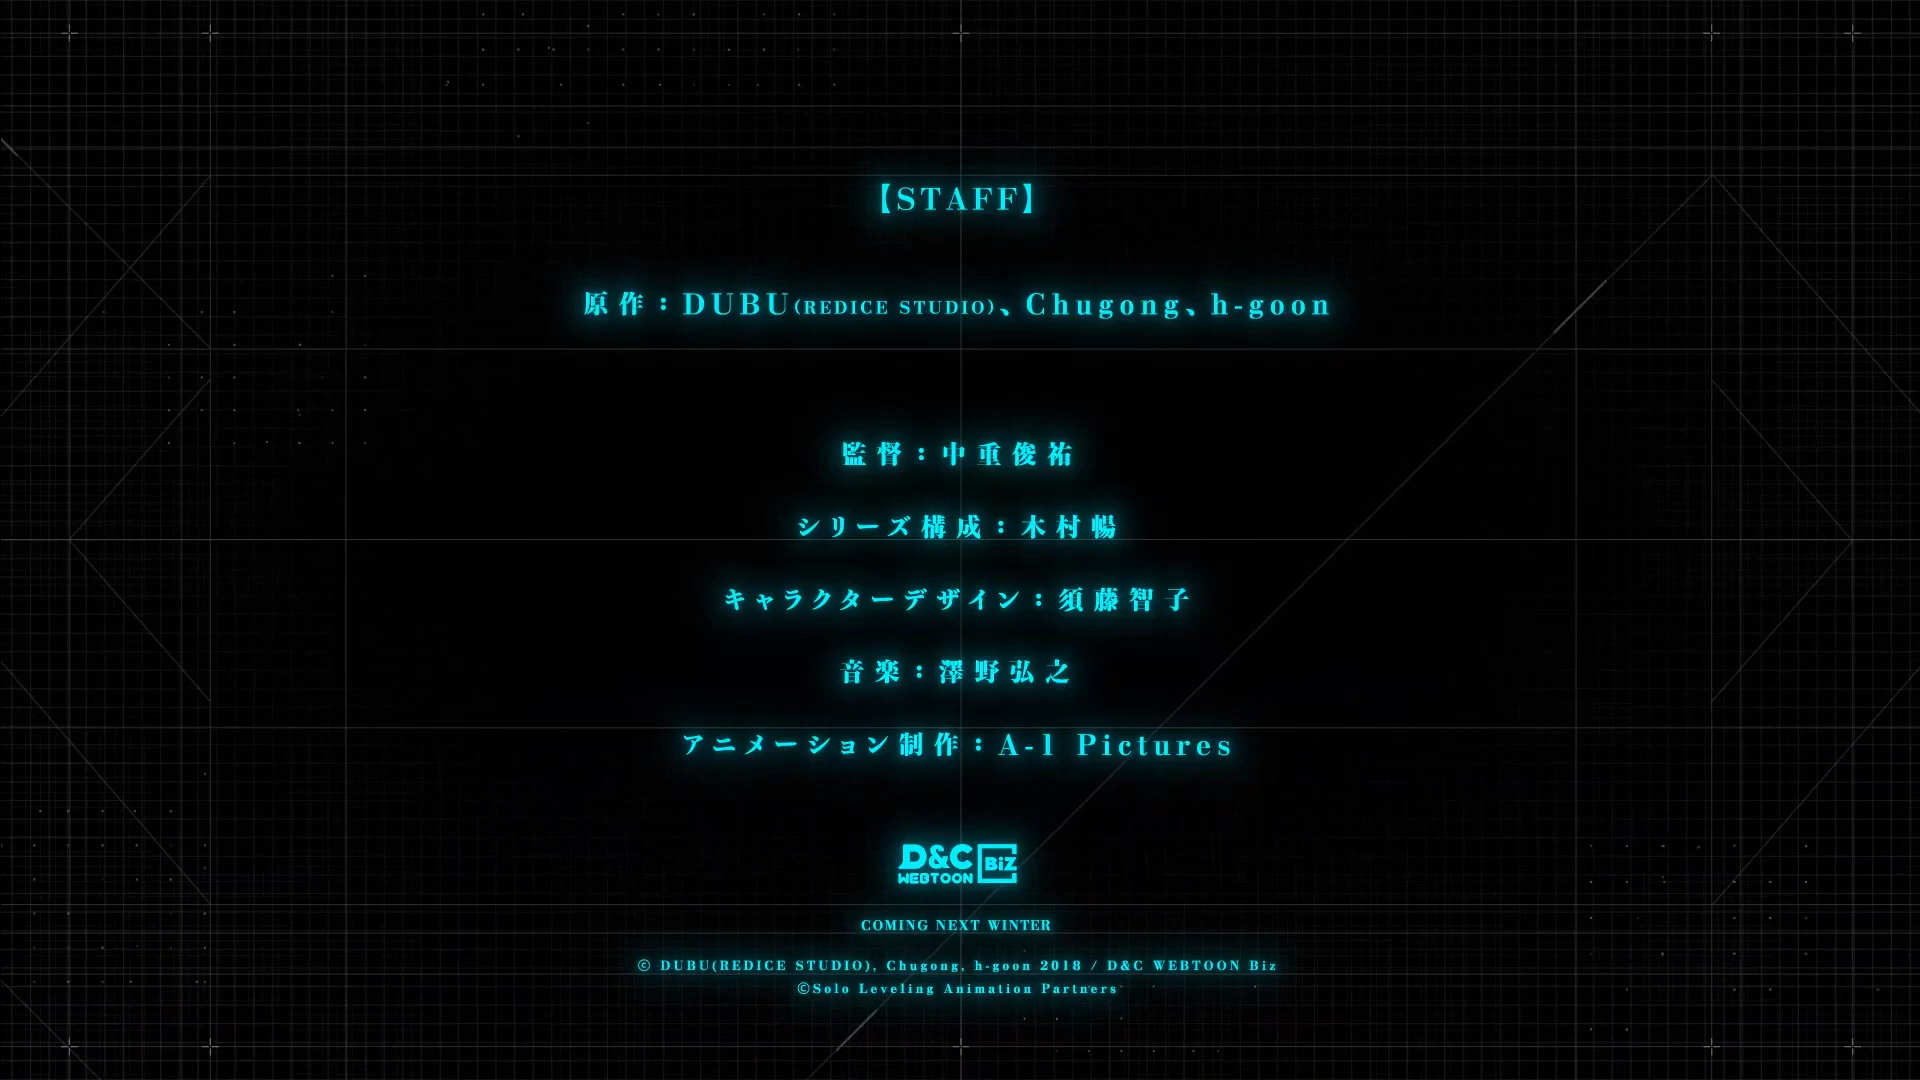 【STAFF】
原作：DUBU(REDICE STUDIO)、Chugong、h-goon
監督：中重俊祐
シリーズ構成：木村暢
キャラクターデザイン：須藤智子
音楽：澤野弘之
アニメーション制作：A-1 Pictures
D&C WEBTOON BiZ
COMING NEXT WINTER
© DUBU(REDICE STUDIO), Chugong, h-goon 2018 / D&C WEBTOON Biz
©Solo Leveling Animation Partners